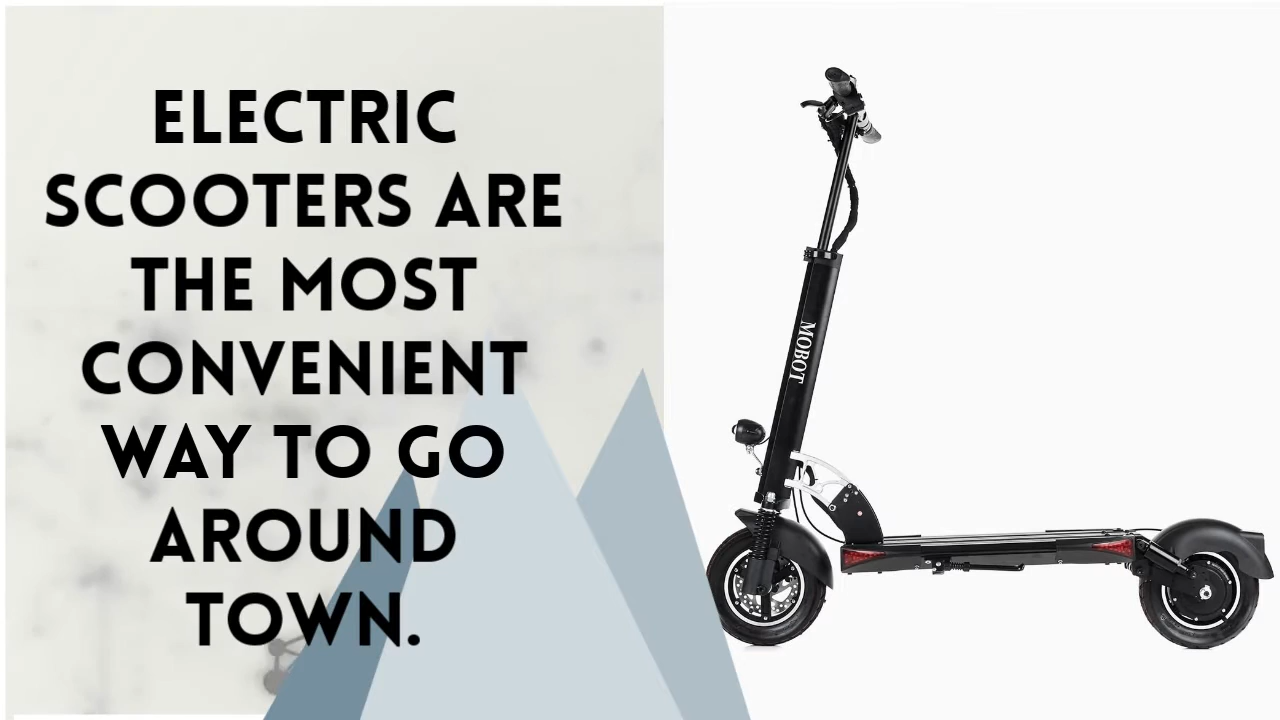 ELECTRIC
SCOOTERS ARE
THE MOST
CONVENIENT
WAY TO GO
AROUND
TOWN.
MOBOT